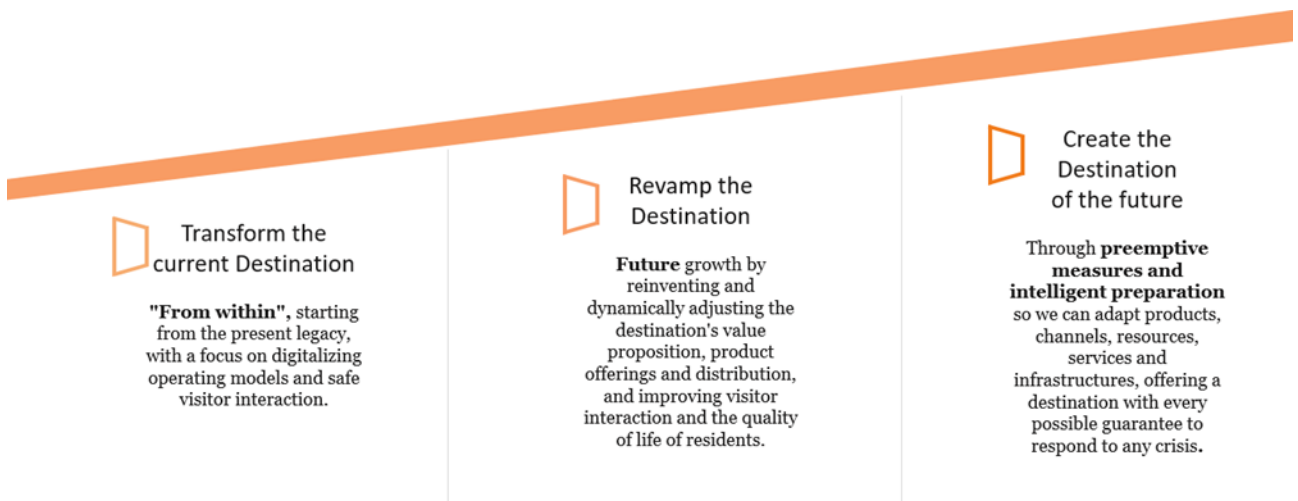 Transform the
current Destination
"From within", starting
from the present legacy,
with a focus on digitalizing
operating models and safe
visitor interaction.
Revamp the
Destination
Future growth by
reinventing and
dynamically adjusting the
destination's value
proposition, product
offerings and distribution,
and improving visitor
interaction and the quality
of life of residents.
Create the
Destination
of the future
Through preemptive
measures and
intelligent preparation
so we can adapt products,
channels, resources,
services and
infrastructures, offering a
destination with every
possible guarantee to
respond to any crisis.